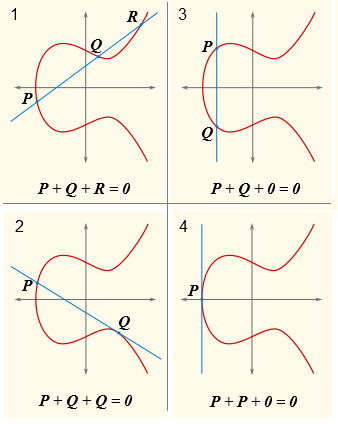 1
R
Q
P
P + Q + R = 0
3
P
Q
P + Q + 0 = 0
2
P
Q
P + Q + Q = 0
4
P
P + P + 0 = 0